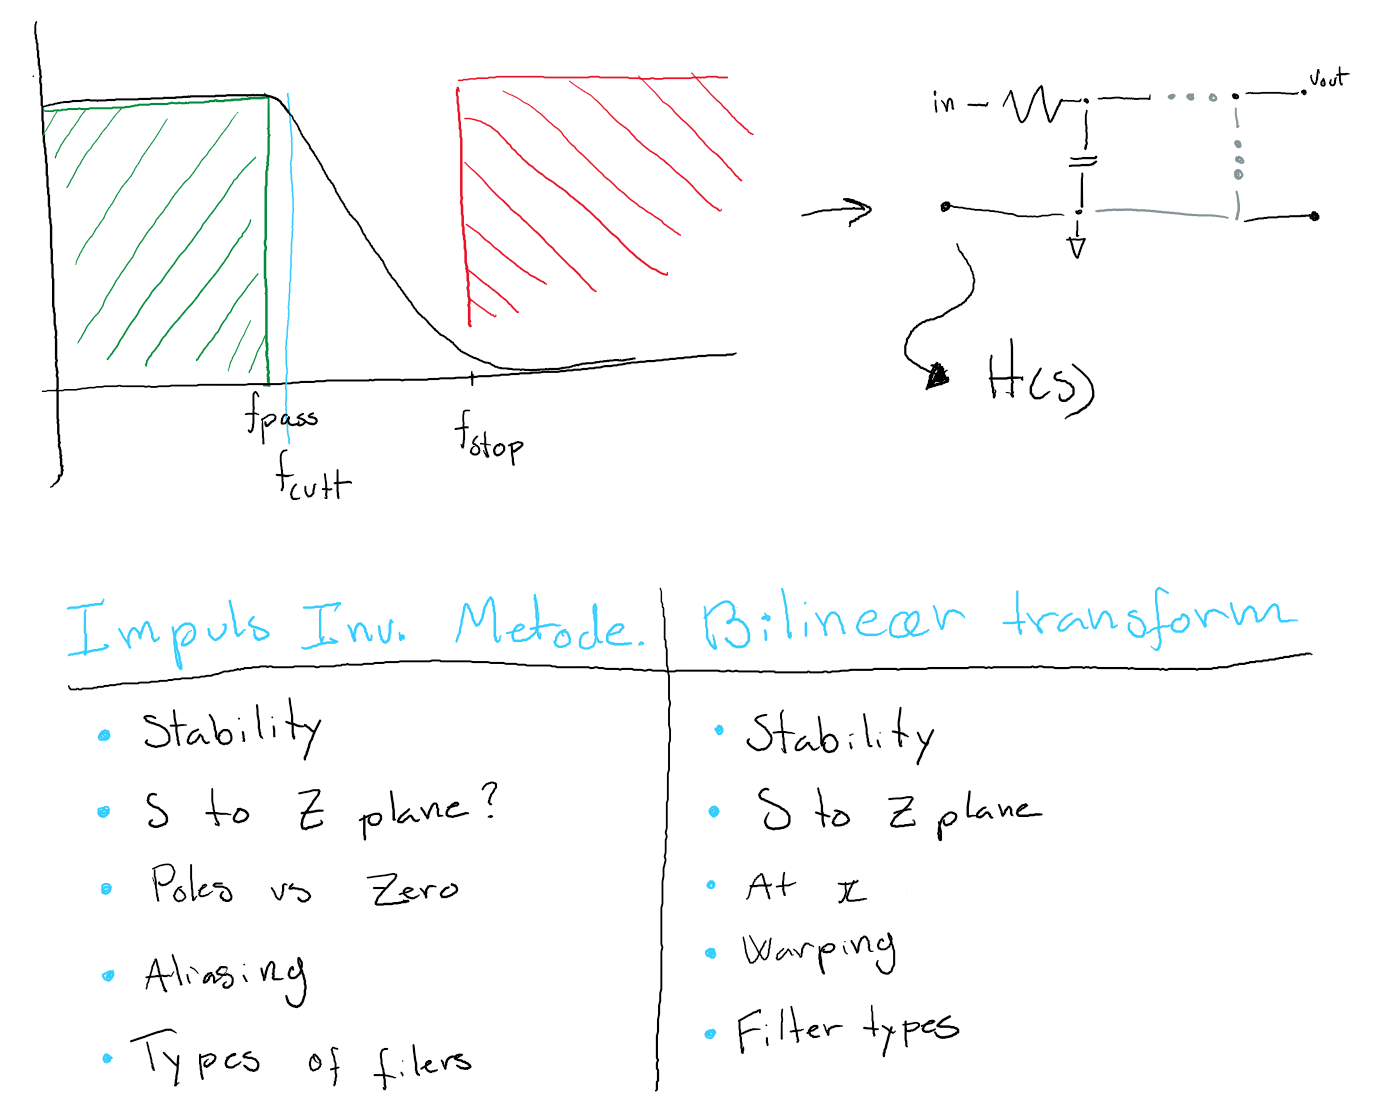 in
Vout
H(s)
fpass
fcutt
fstop
Impuls Inv. Metode.
Bilineær transform
Stability
S to Z plane?
Poles vs Zero
Aliasing
Types of filers
Stability
S to Z plane
At π
Warping
Filter types